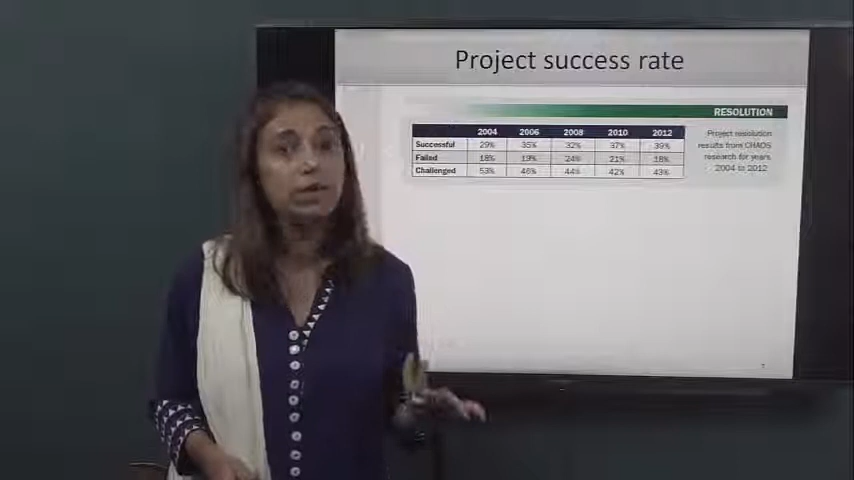 Project success rate
RESOLUTION
2004 2006 2008 2010 2012
Successful 29% 35% 32% 37% 39%
Failed 18% 19% 24% 21% 18%
Challenged 53% 46% 44% 42% 43%
Project resolution
results from CHAOS
research for years
2004 to 2012
7